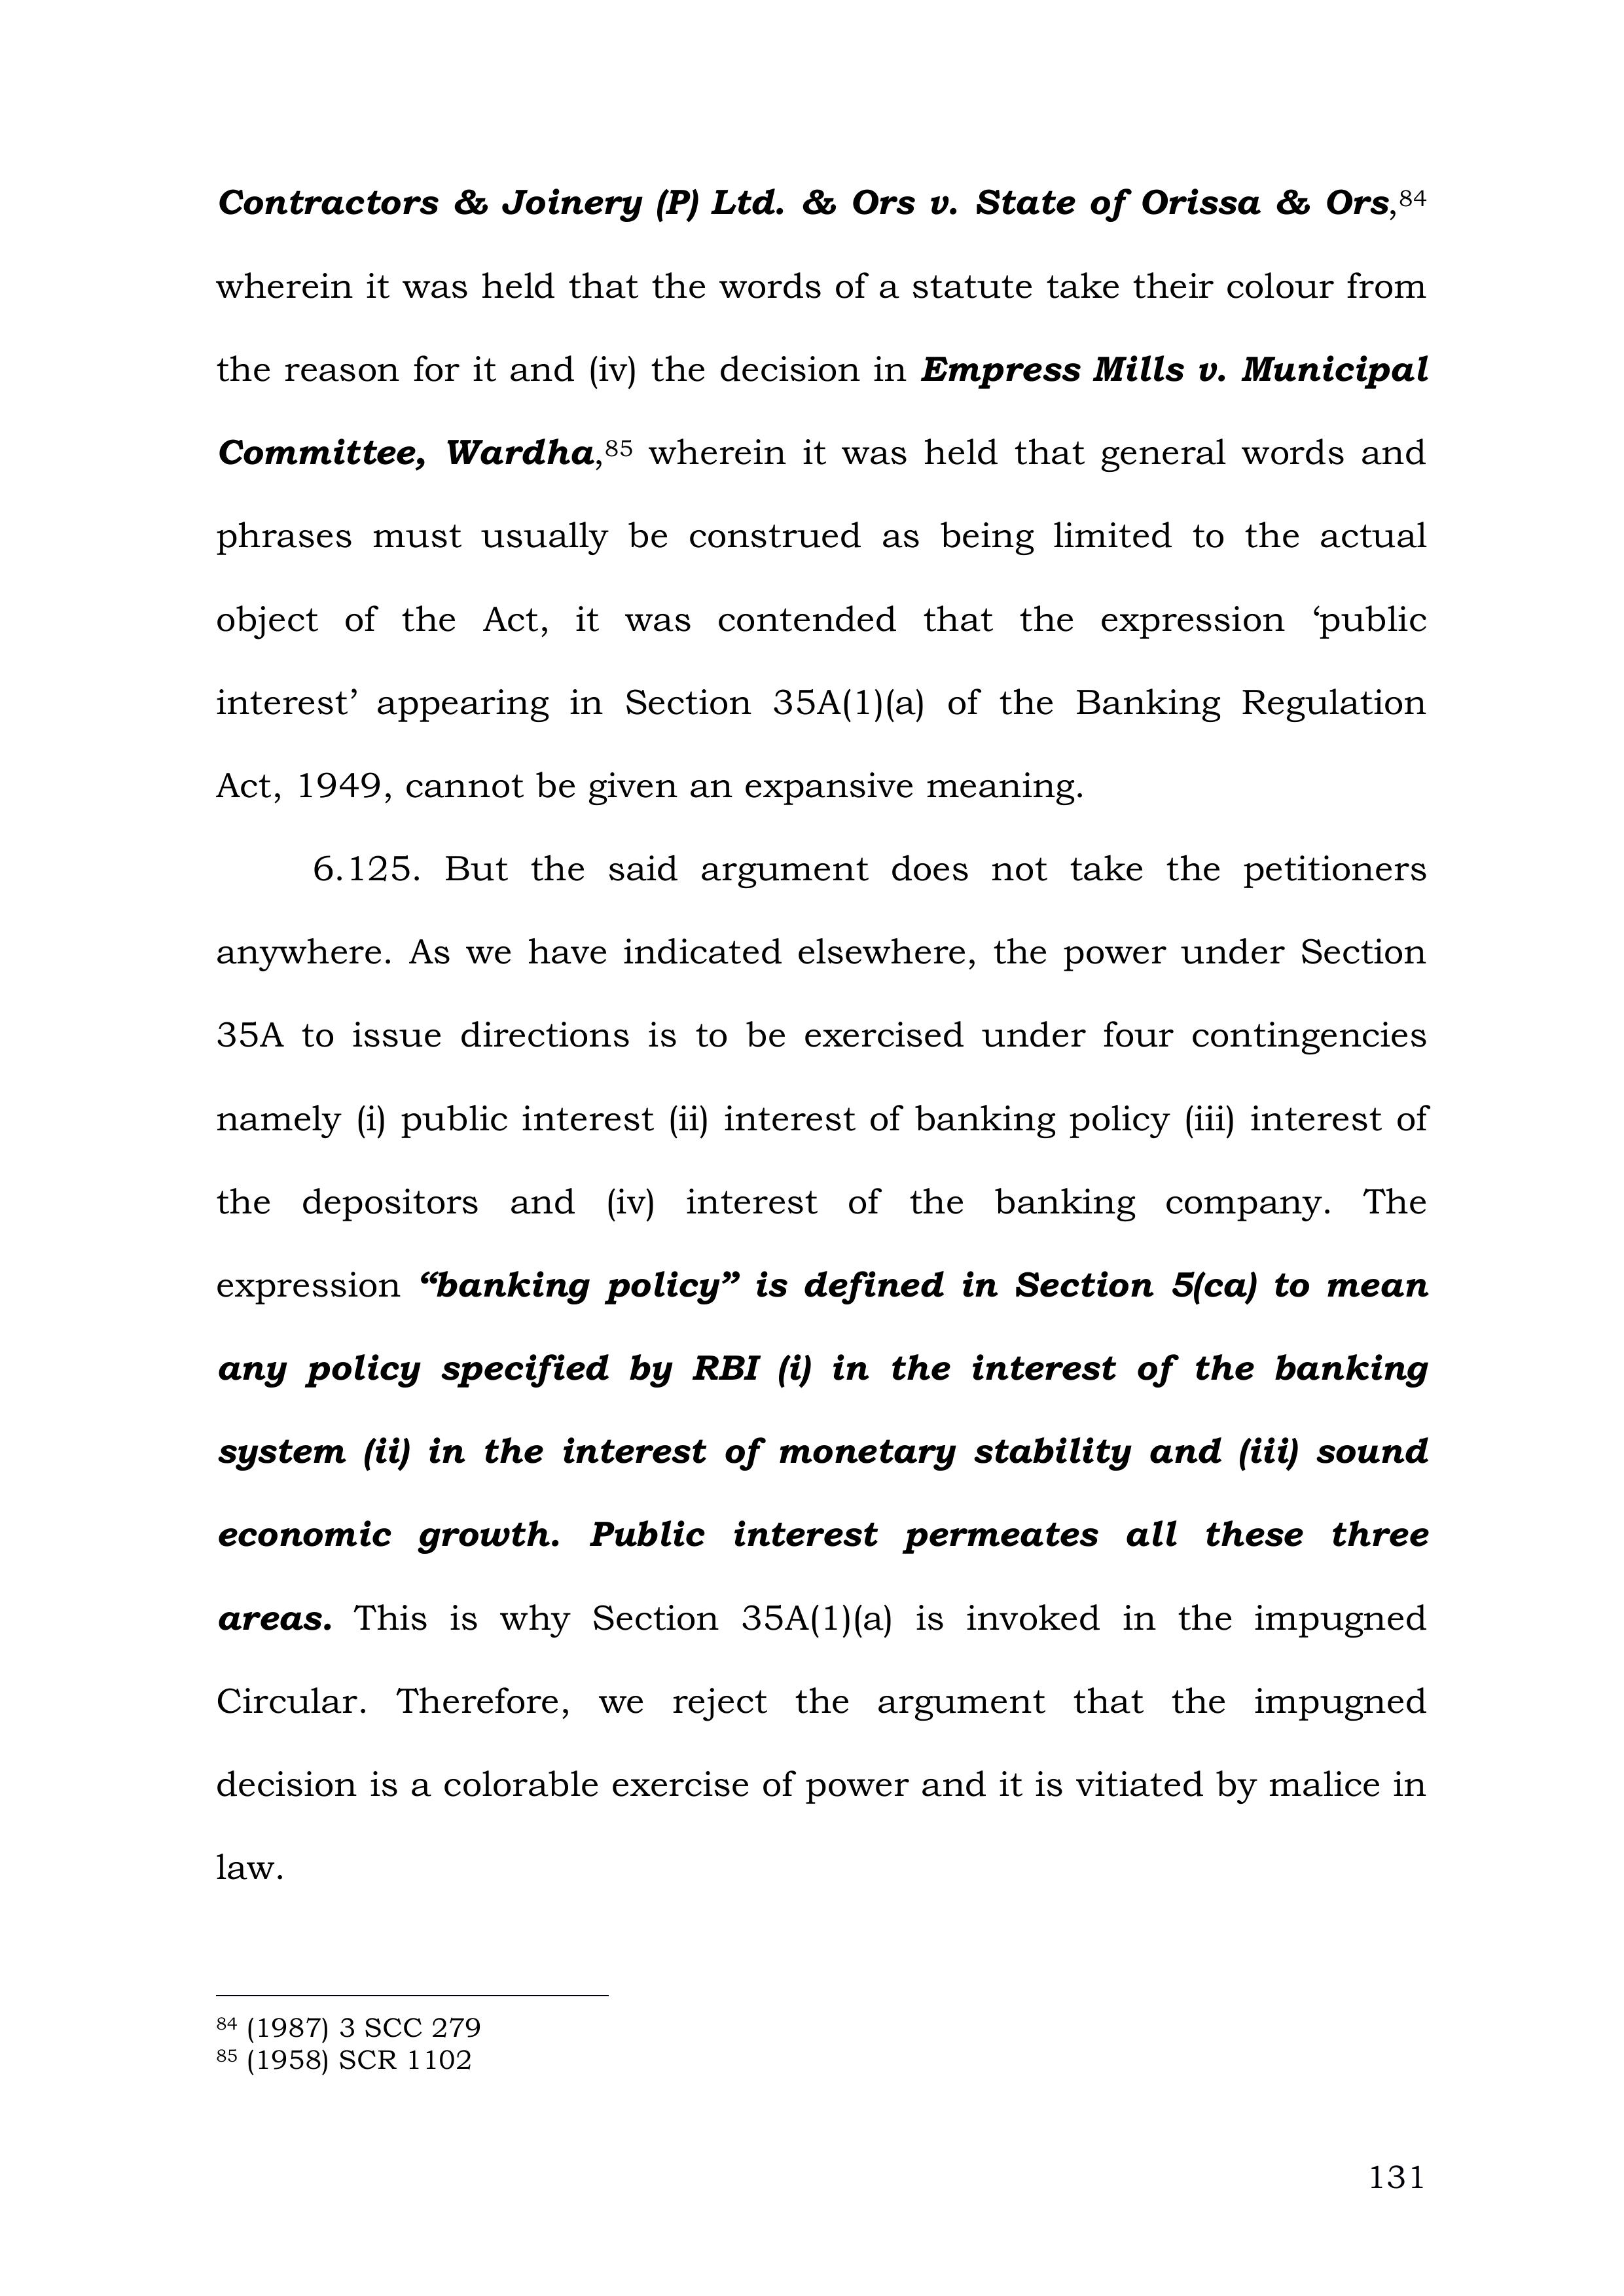 Contractors & Joinery (P) Ltd. & Ors v. State of Orissa & Ors,84
wherein it was held that the words of a statute take their colour from
the reason for it and (iv) the decision in Empress Mills v. Municipal
Committee, Wardha,85 wherein it was held that general words and
phrases must usually be construed as being limited to the actual
object of the Act, it was contended that the expression ‘public
interest’ appearing in Section 35A(1)(a) of the Banking Regulation
Act, 1949, cannot be given an expansive meaning.
6.125. But the said argument does not take the petitioners
anywhere. As we have indicated elsewhere, the power under Section
35A to issue directions is to be exercised under four contingencies
namely (i) public interest (ii) interest of banking policy (iii) interest of
the depositors and (iv) interest of the banking company. The
expression “banking policy” is defined in Section 5(ca) to mean
any policy specified by RBI (i) in the interest of the banking
system (ii) in the interest of monetary stability and (iii) sound
economic growth. Public interest permeates all these three
areas. This is why Section 35A(1)(a) is invoked in the impugned
Circular. Therefore, we reject the argument that the impugned
decision is a colorable exercise of power and it is vitiated by malice in
law.
84 (1987) 3 SCC 279
85 (1958) SCR 1102
131